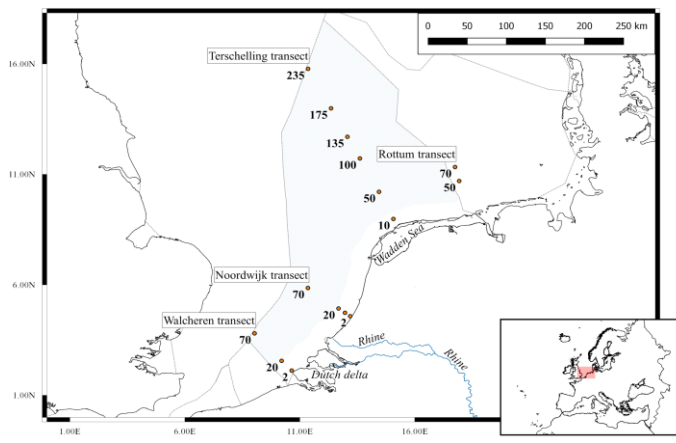 0 50 100 150 200 250 km
Terschelling transect
16.00N
235
175
135
Rottum transect
100
70
11.00N
50
50
10
Wadden Sea
Noordwijk transect
70
6.00N
20
2
Walcheren transect
70
Rhine
20
Rhine
2
Dutch delta
1.00N
1.00E 6.00E 11.00E 16.00E